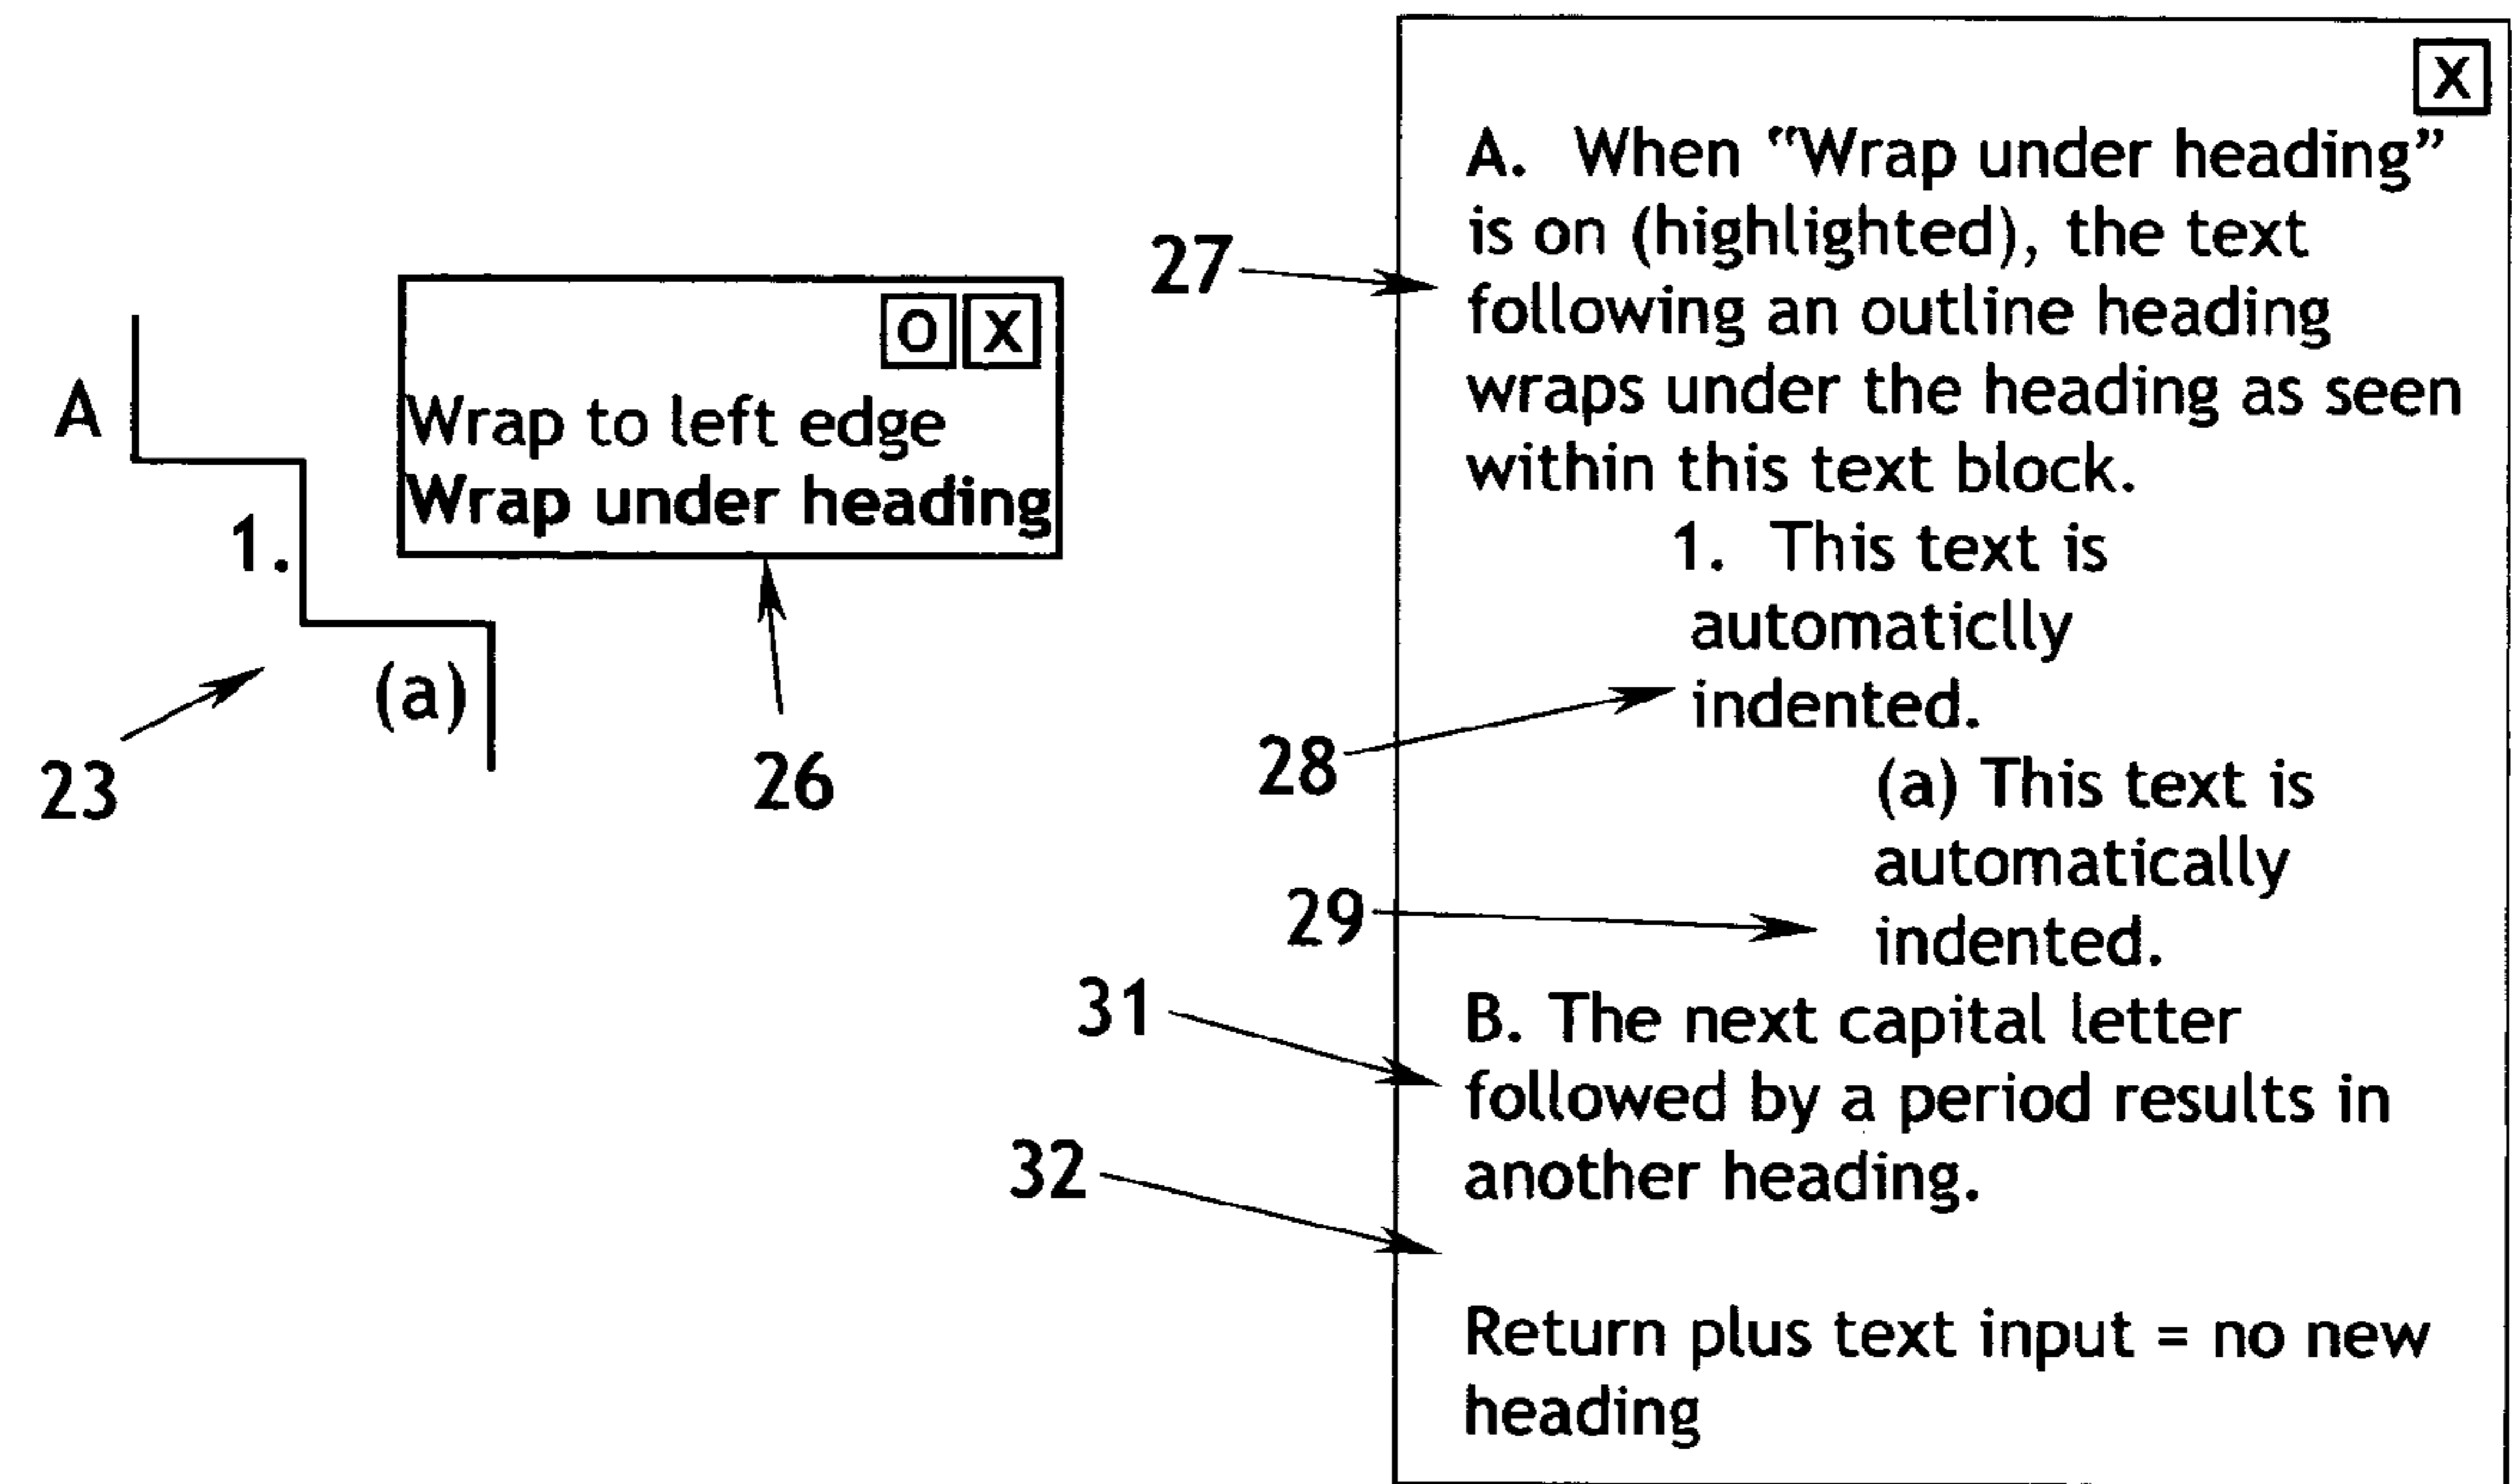 A
1.
(a)
23
O X
Wrap to left edge
Wrap under heading
26
X
A. When “Wrap under heading”
is on (highlighted), the text
following an outline heading
wraps under the heading as seen
within this text block.
1. This text is
automaticlly
indented.
(a) This text is
automatically
indented.
B. The next capital letter
followed by a period results in
another heading.
Return plus text input = no new
heading
27
28
29
31
32